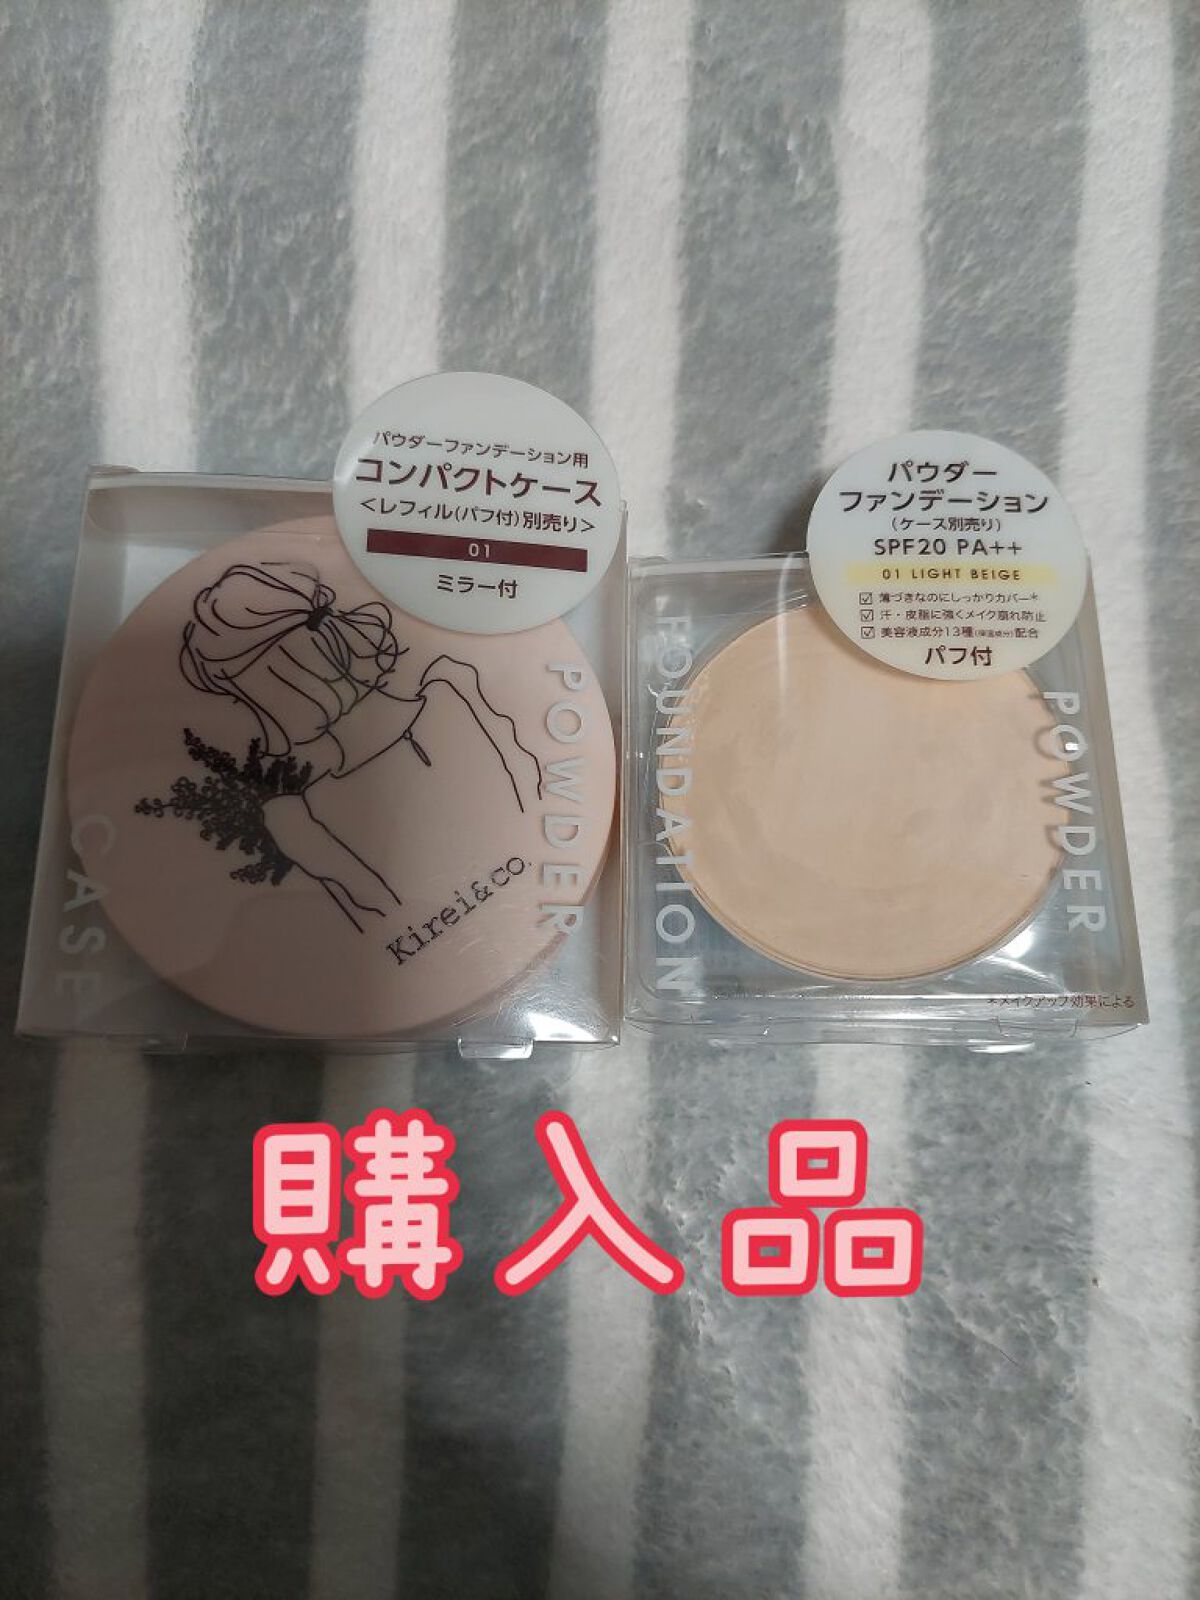 パウダーファンデーション用
コンパクトケース
<レフィル(パフ付)別売り>
01
ミラー付
POWDER
CASE
Kirei&co.
パウダー
ファンデーション
(ケース別売り)
SPF20 PA++
01 LIGHT BEIGE
☑ 薄づきなのにしっかりカバー*
☑ 汗・皮脂に強くメイク崩れ防止
☑ 美容液成分13種(保湿成分)配合
パフ付
FOUNDATION
POWDER
*メイクアップ効果による
購入品